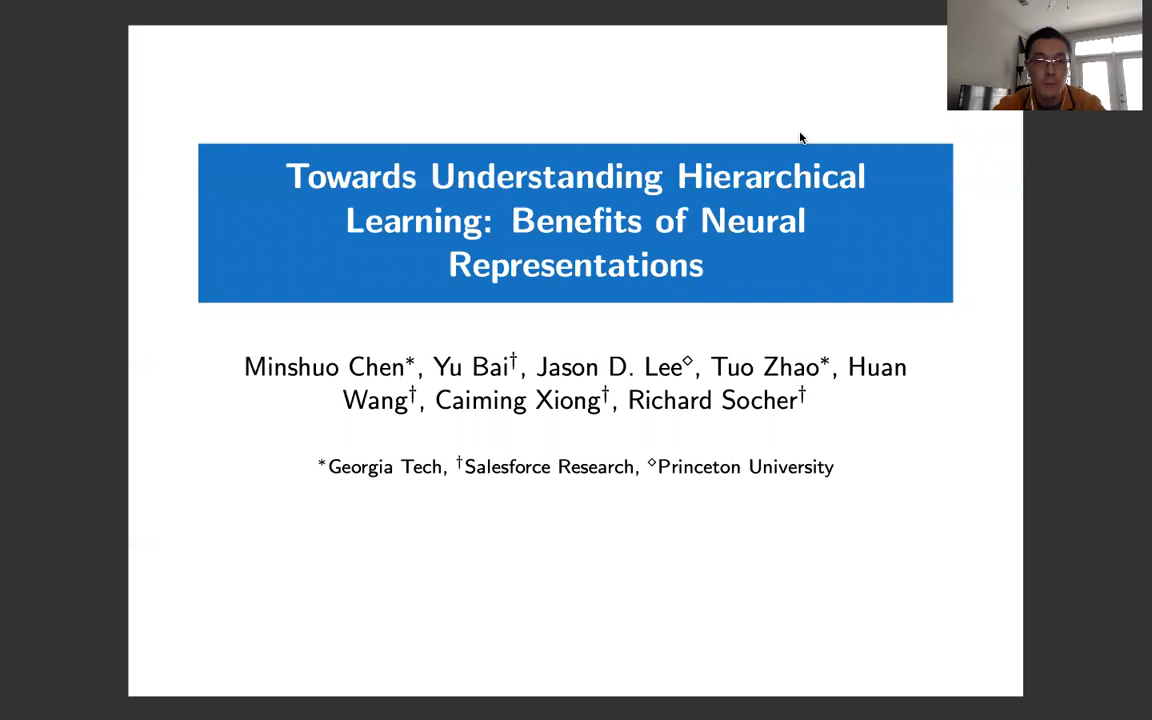 Towards Understanding Hierarchical
Learning: Benefits of Neural
Representations
Minshuo Chen*, Yu Bai†, Jason D. Lee⋄, Tuo Zhao*, Huan
Wang†, Caiming Xiong†, Richard Socher†
*Georgia Tech, †Salesforce Research, ⋄Princeton University